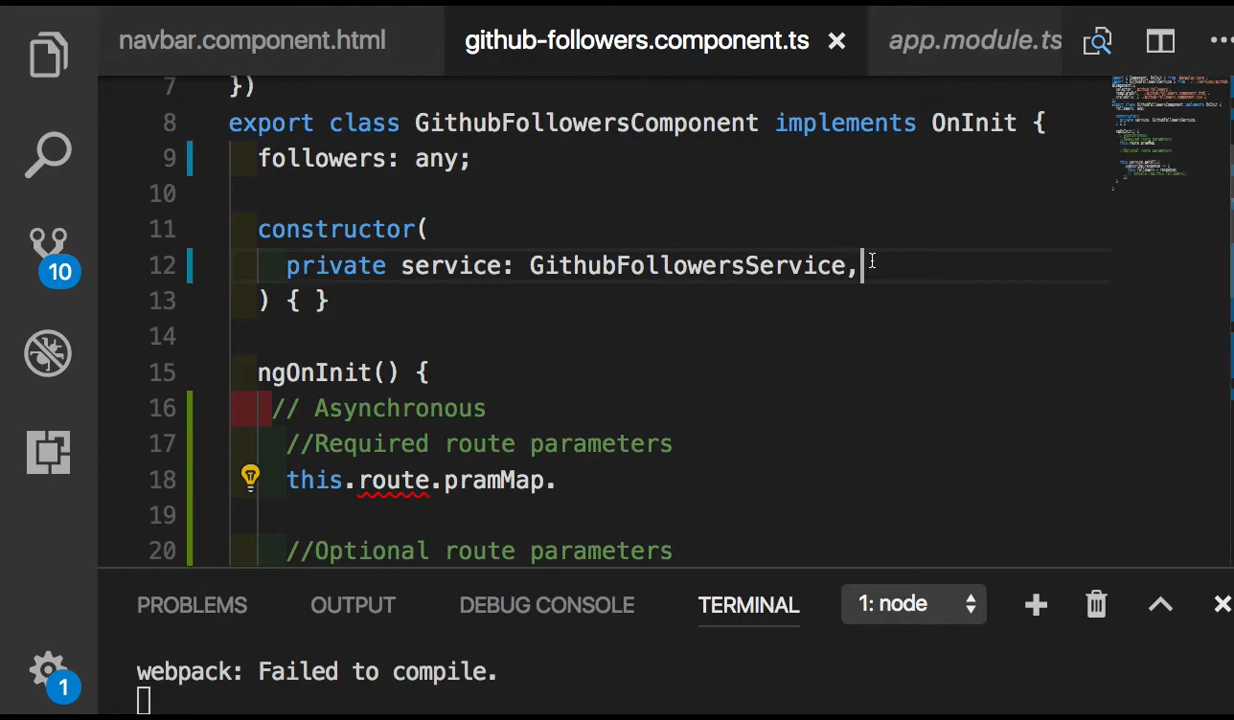 navbar.component.html github-followers.component.ts app.module.ts
7 })
8 export class GithubFollowersComponent implements OnInit {
9 followers: any;
10
11 constructor(
12 private service: GithubFollowersService,
13 ) { }
14
15 ngOnInit() {
16 // Asynchronous
17 //Required route parameters
18 this.route.pramMap.
19
20 //Optional route parameters
10
1
PROBLEMS OUTPUT DEBUG CONSOLE TERMINAL 1: node
webpack: Failed to compile.